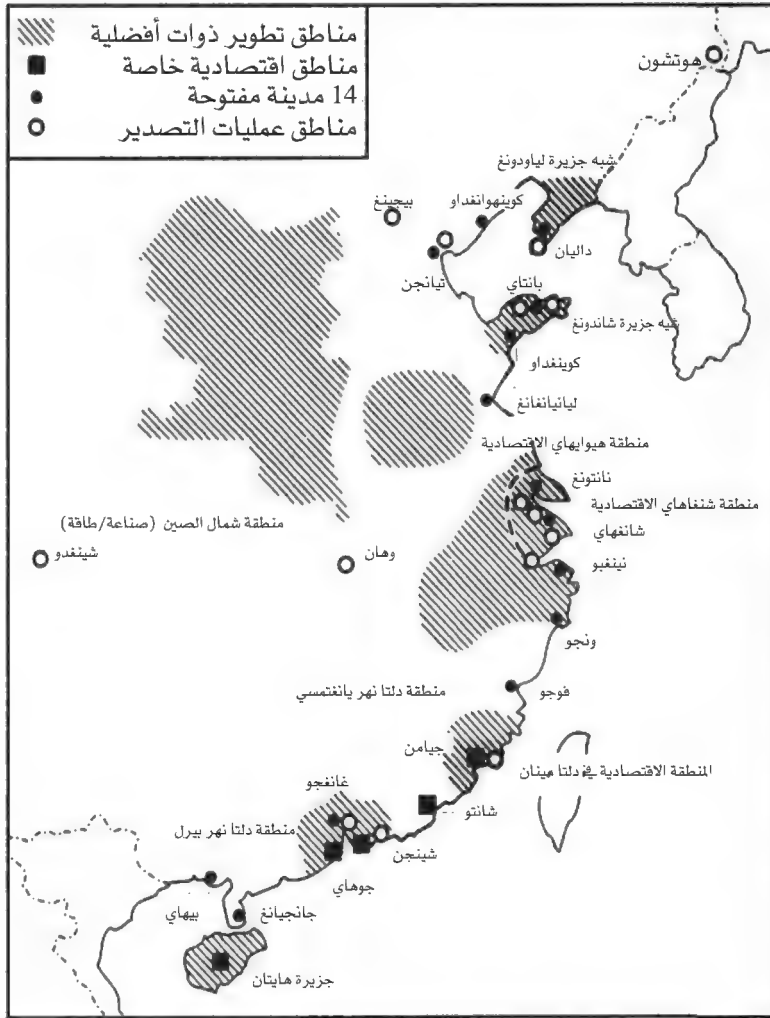 مناطق تطوير ذوات أفضلية
مناطق اقتصادية خاصة
14 مدينة مفتوحة
مناطق عمليات التصدير
هوتشون
شبه جزيرة لياودونغ
كوينهوانغداو
بيجينغ
داليان
تيانجن
بانتاي
شبه جزيرة شاندونغ
كوينغداو
ليانيانغانغ
منطقة هيوايهاي الاقتصادية
نانتونغ
منطقة شنغاهاي الاقتصادية
منطقة شمال الصين (صناعة/طاقة)
شانغهاي
شينغدو
وهان
نينغبو
ونجو
فوجو
منطقة دلتا نهر يانغتمسي
جيامن
المنطقة الاقتصادية في دلتا مينان
غانغجو
شانتو
منطقة دلتا نهر بيرل
شينجن
جوهاي
بيهاي
جانجيانغ
جزيرة هايتان